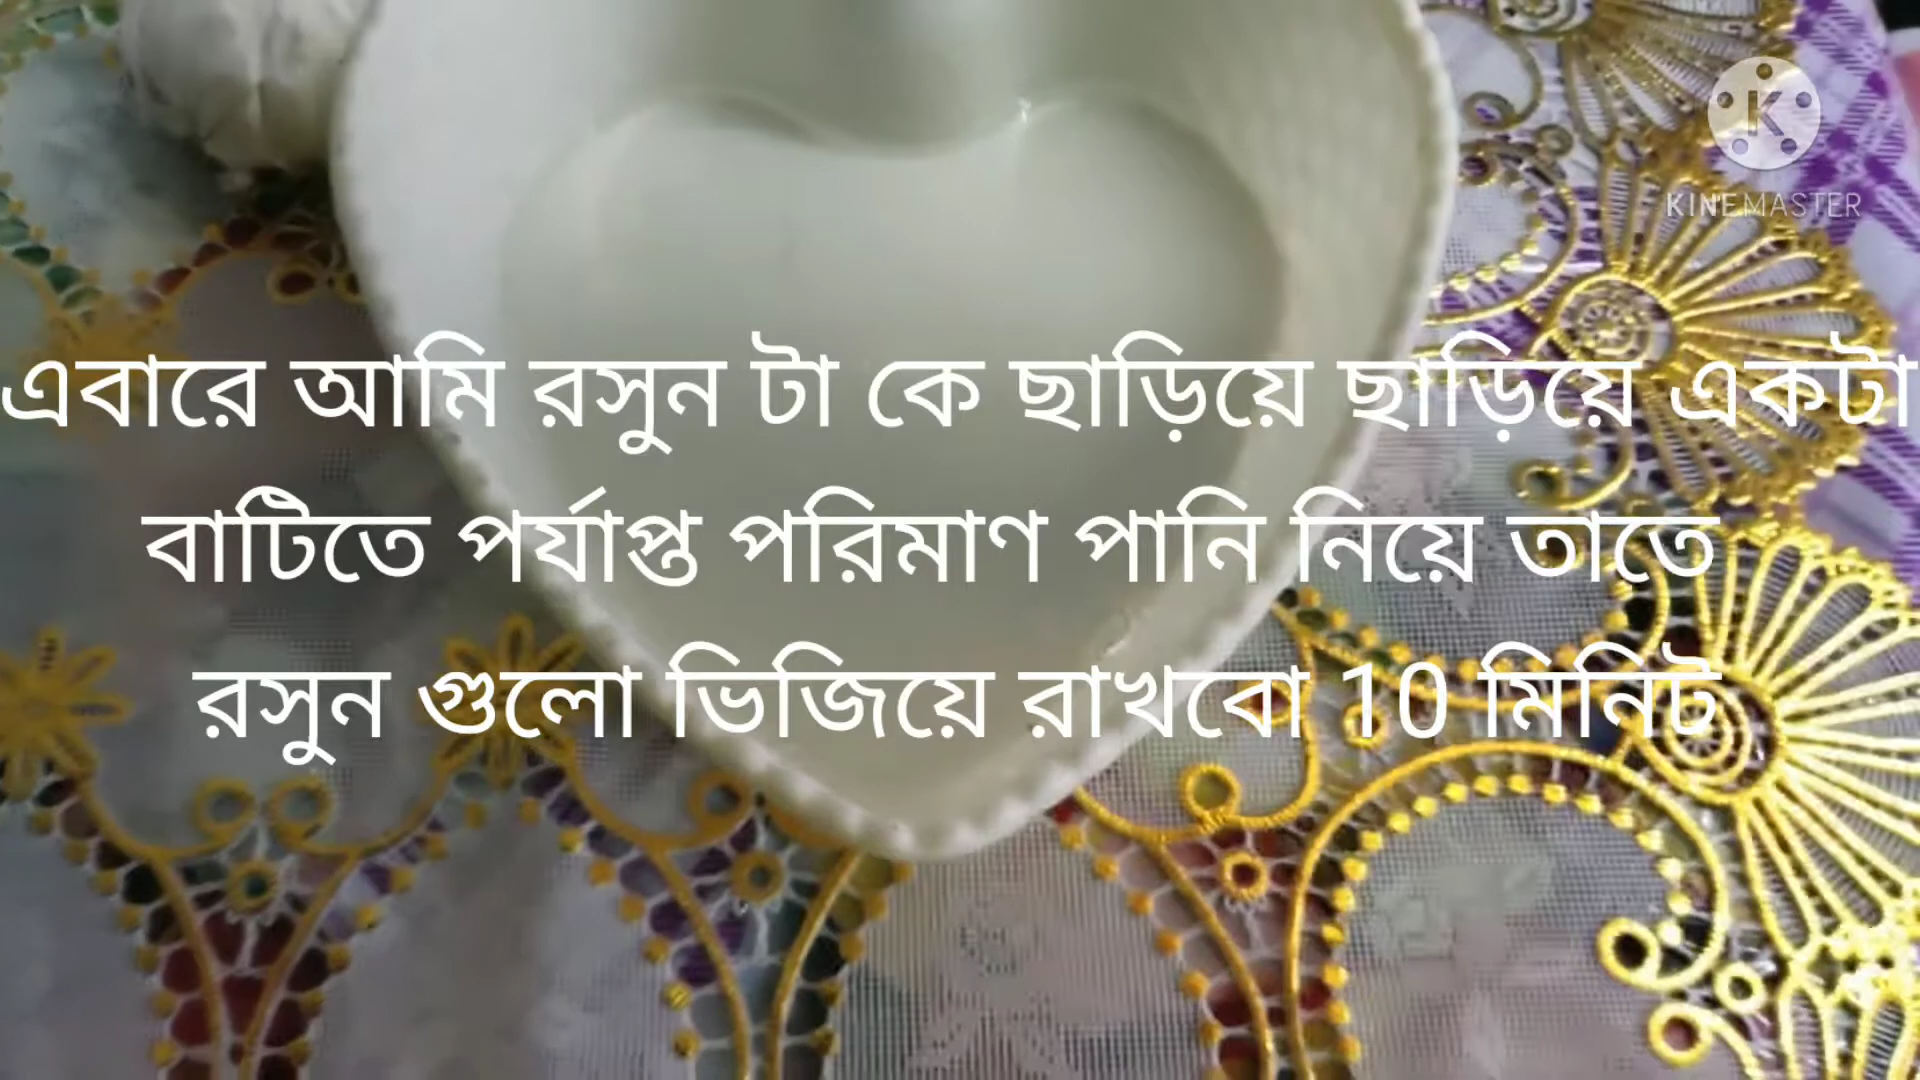 KINEMASTER
এবারে আমি রসুন টা কে ছাড়িয়ে ছাড়িয়ে একটা
বাটিতে পর্যাপ্ত পরিমাণ পানি নিয়ে তাতে
রসুন গুলো ভিজিয়ে রাখবো 10 মিনিট